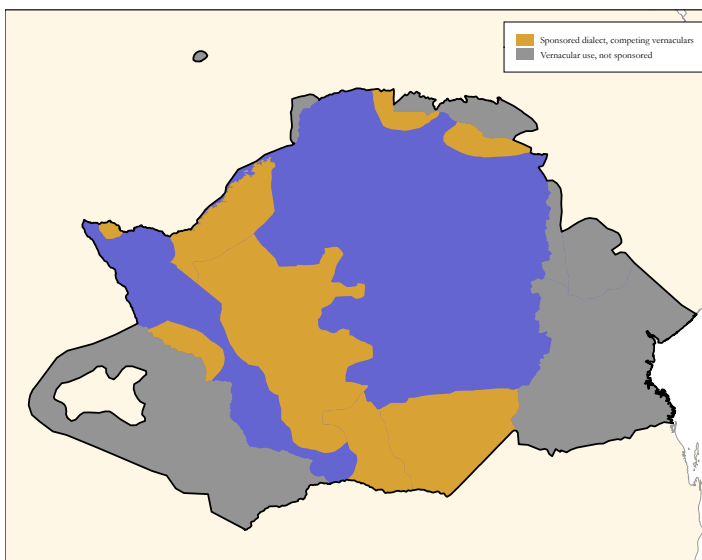 Sponsored dialect, competing vernaculars
Vernacular use, not sponsored